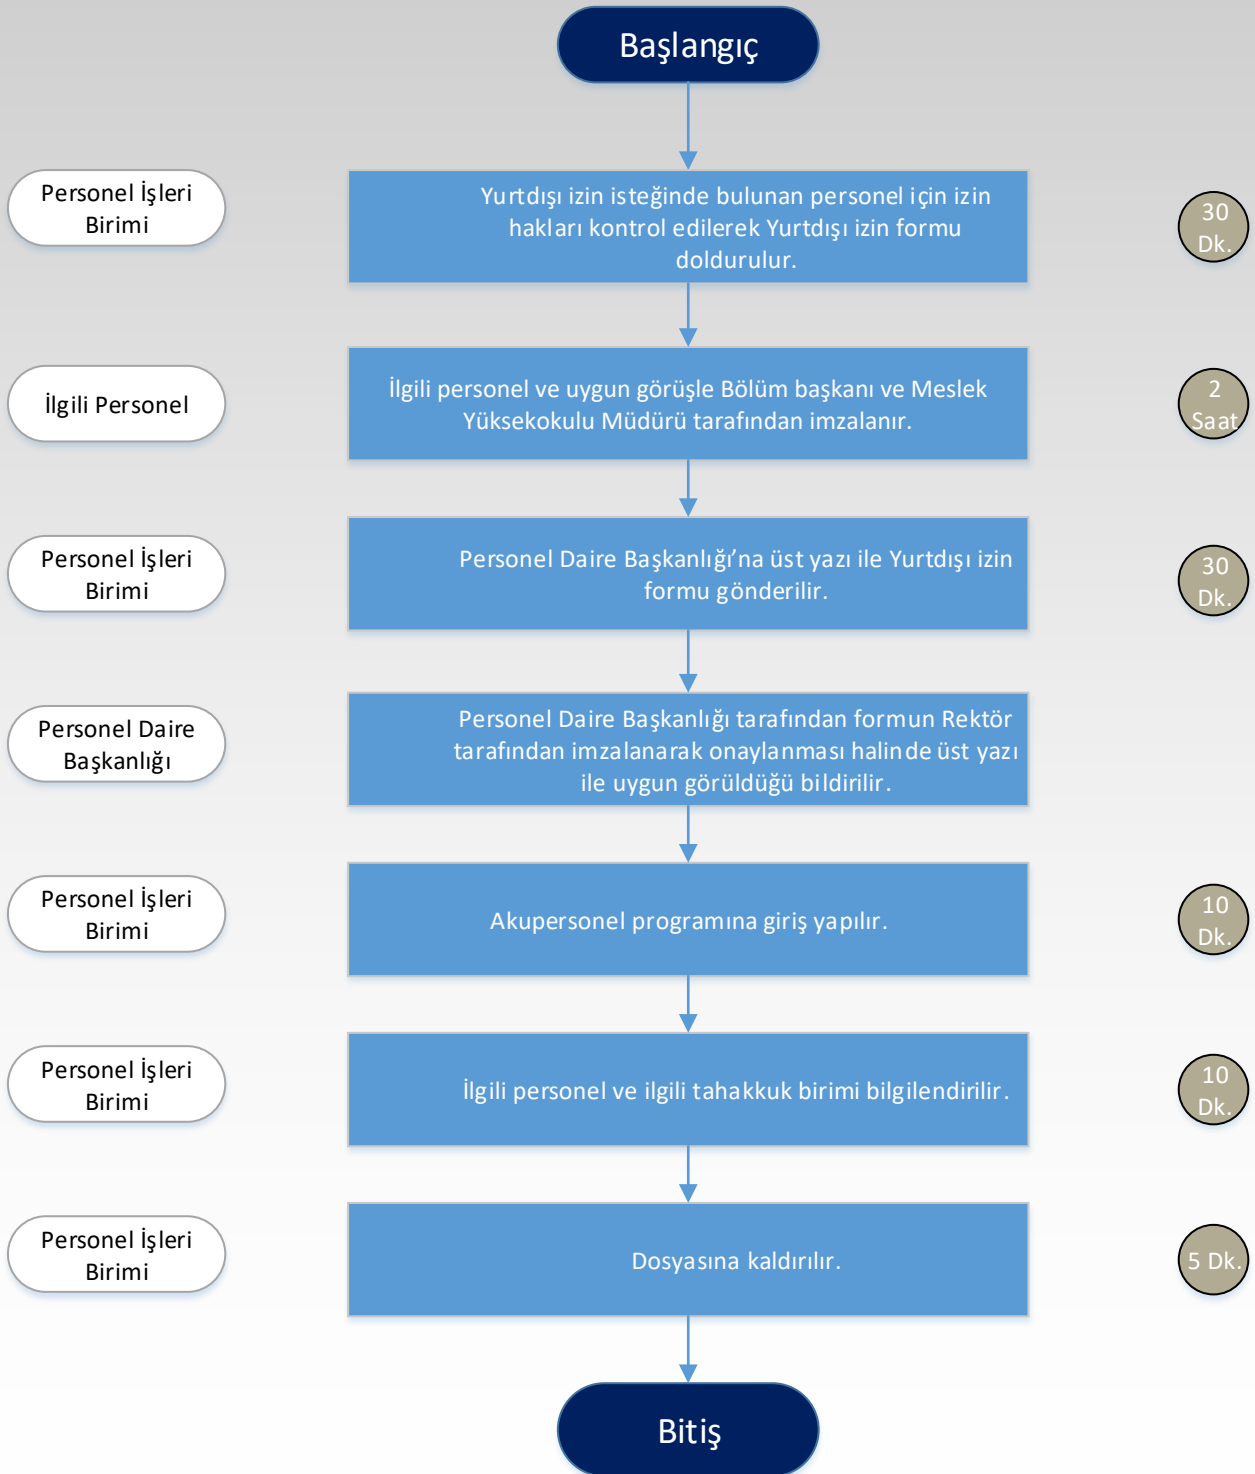 Başlangıç
Personel İşleri
Birimi
Yurtdışı izin isteğinde bulunan personel için izin
hakları kontrol edilerek Yurtdışı izin formu
doldurulur.
30
Dk.
İlgili Personel
İlgili personel ve uygun görüşle Bölüm başkanı ve Meslek
Yüksekokulu Müdürü tarafından imzalanır.
2
Saat
Personel İşleri
Birimi
Personel Daire Başkanlığı’na üst yazı ile Yurtdışı izin
formu gönderilir.
30
Dk.
Personel Daire
Başkanlığı
Personel Daire Başkanlığı tarafından formun Rektör
tarafından imzalanarak onaylanması halinde üst yazı
ile uygun görüldüğü bildirilir.
Personel İşleri
Birimi
Akupersonel programına giriş yapılır.
10
Dk.
Personel İşleri
Birimi
İlgili personel ve ilgili tahakkuk birimi bilgilendirilir.
10
Dk.
Personel İşleri
Birimi
Dosyasına kaldırılır.
5 Dk.
Bitiş